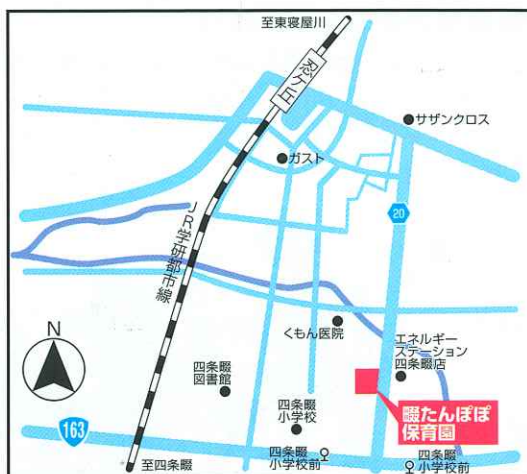 至東寝屋川
忍ケ丘
サザンクロス
ガスト
20
JR学研都市線
くもん医院
エネルギー
ステーション
四条畷店
N
四条畷
図書館
四条畷
小学校
畷たんぽぽ
保育園
163
四条畷
小学校前
四条畷
小学校前
至四条畷